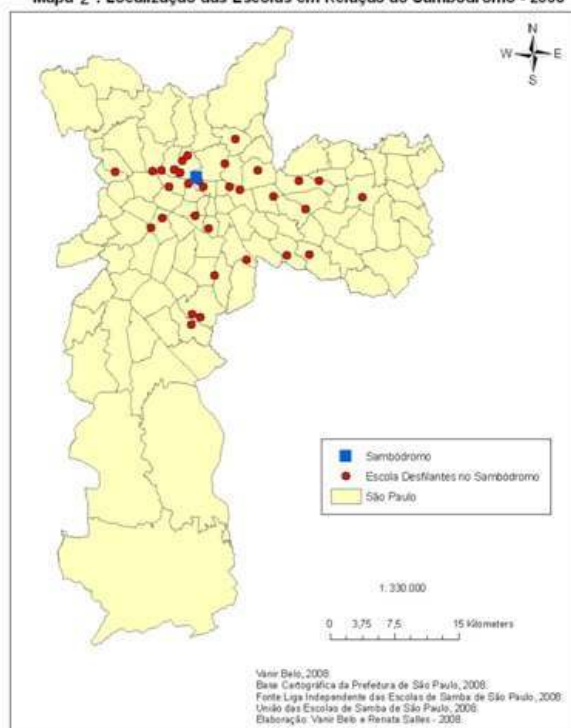 Mapa 2 : Localização das Escolas em Relação ao Sambódromo - 2008
N
W E
S
Sambódromo
Escola Desfilantes no Sambódromo
São Paulo
1: 330.000
0 3,75 7,5 15 Kilometers
Vanir Belo, 2008.
Base Cartográfica da Prefeitura de São Paulo, 2008.
Fonte Liga Independente das Escolas de Samba de São Paulo, 2008.
União das Escolas de Samba de São Paulo, 2008.
Elaboração: Vanir Belo e Renata Salles - 2008.